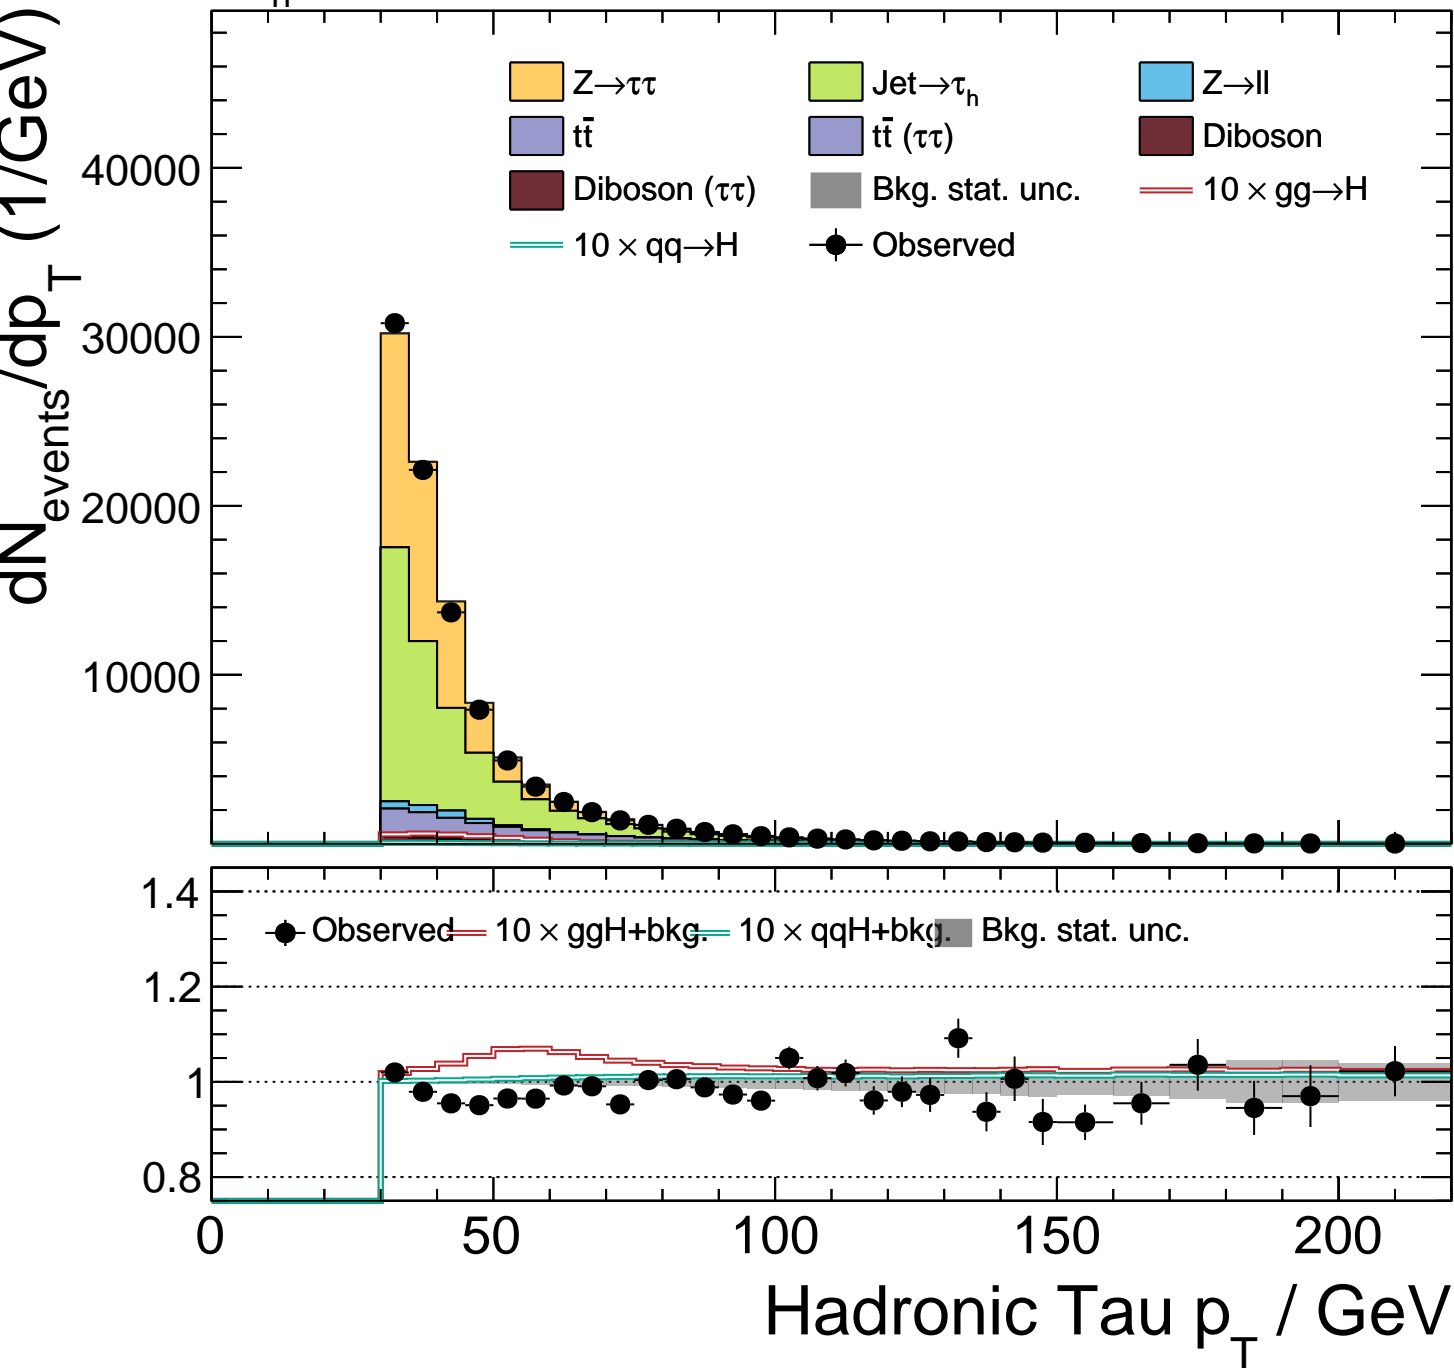 dN_events/dp_T (1/GeV)
40000
30000
20000
10000
Z→ττ
Jet→τ_h
Z→ll
tt̄
tt̄ (ττ)
Diboson
Diboson (ττ)
Bkg. stat. unc.
10 × gg→H
10 × qq→H
Observed
1.4
1.2
1
0.8
Observed
10 × ggH+bkg.
10 × qqH+bkg.
Bkg. stat. unc.
0 50 100 150 200
Hadronic Tau p_T / GeV